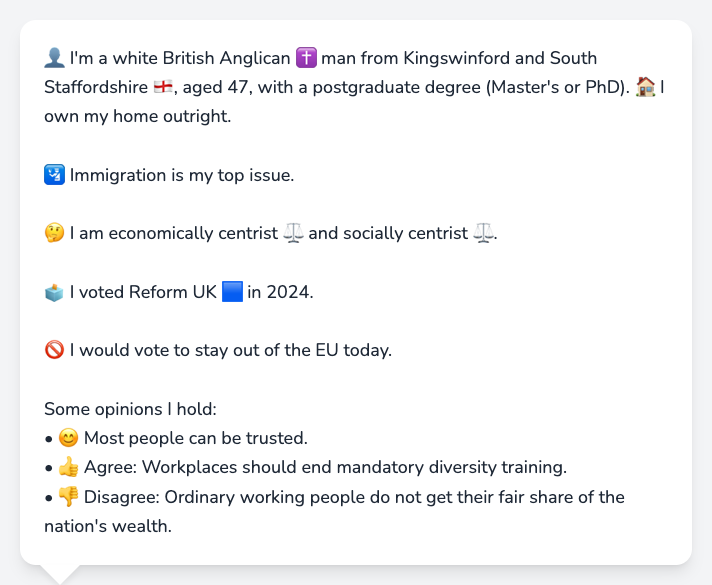 👤 I'm a white British Anglican ✝️ man from Kingswinford and South
Staffordshire 🏴󠁧󠁢󠁥󠁮󠁧󠁿, aged 47, with a postgraduate degree (Master's or PhD). 🏠 I
own my home outright.
🛂 Immigration is my top issue.
🤔 I am economically centrist ⚖️ and socially centrist ⚖️.
🗳️ I voted Reform UK 🟦 in 2024.
🚫 I would vote to stay out of the EU today.
Some opinions I hold:
• 😊 Most people can be trusted.
• 👍 Agree: Workplaces should end mandatory diversity training.
• 👎 Disagree: Ordinary working people do not get their fair share of the
nation's wealth.